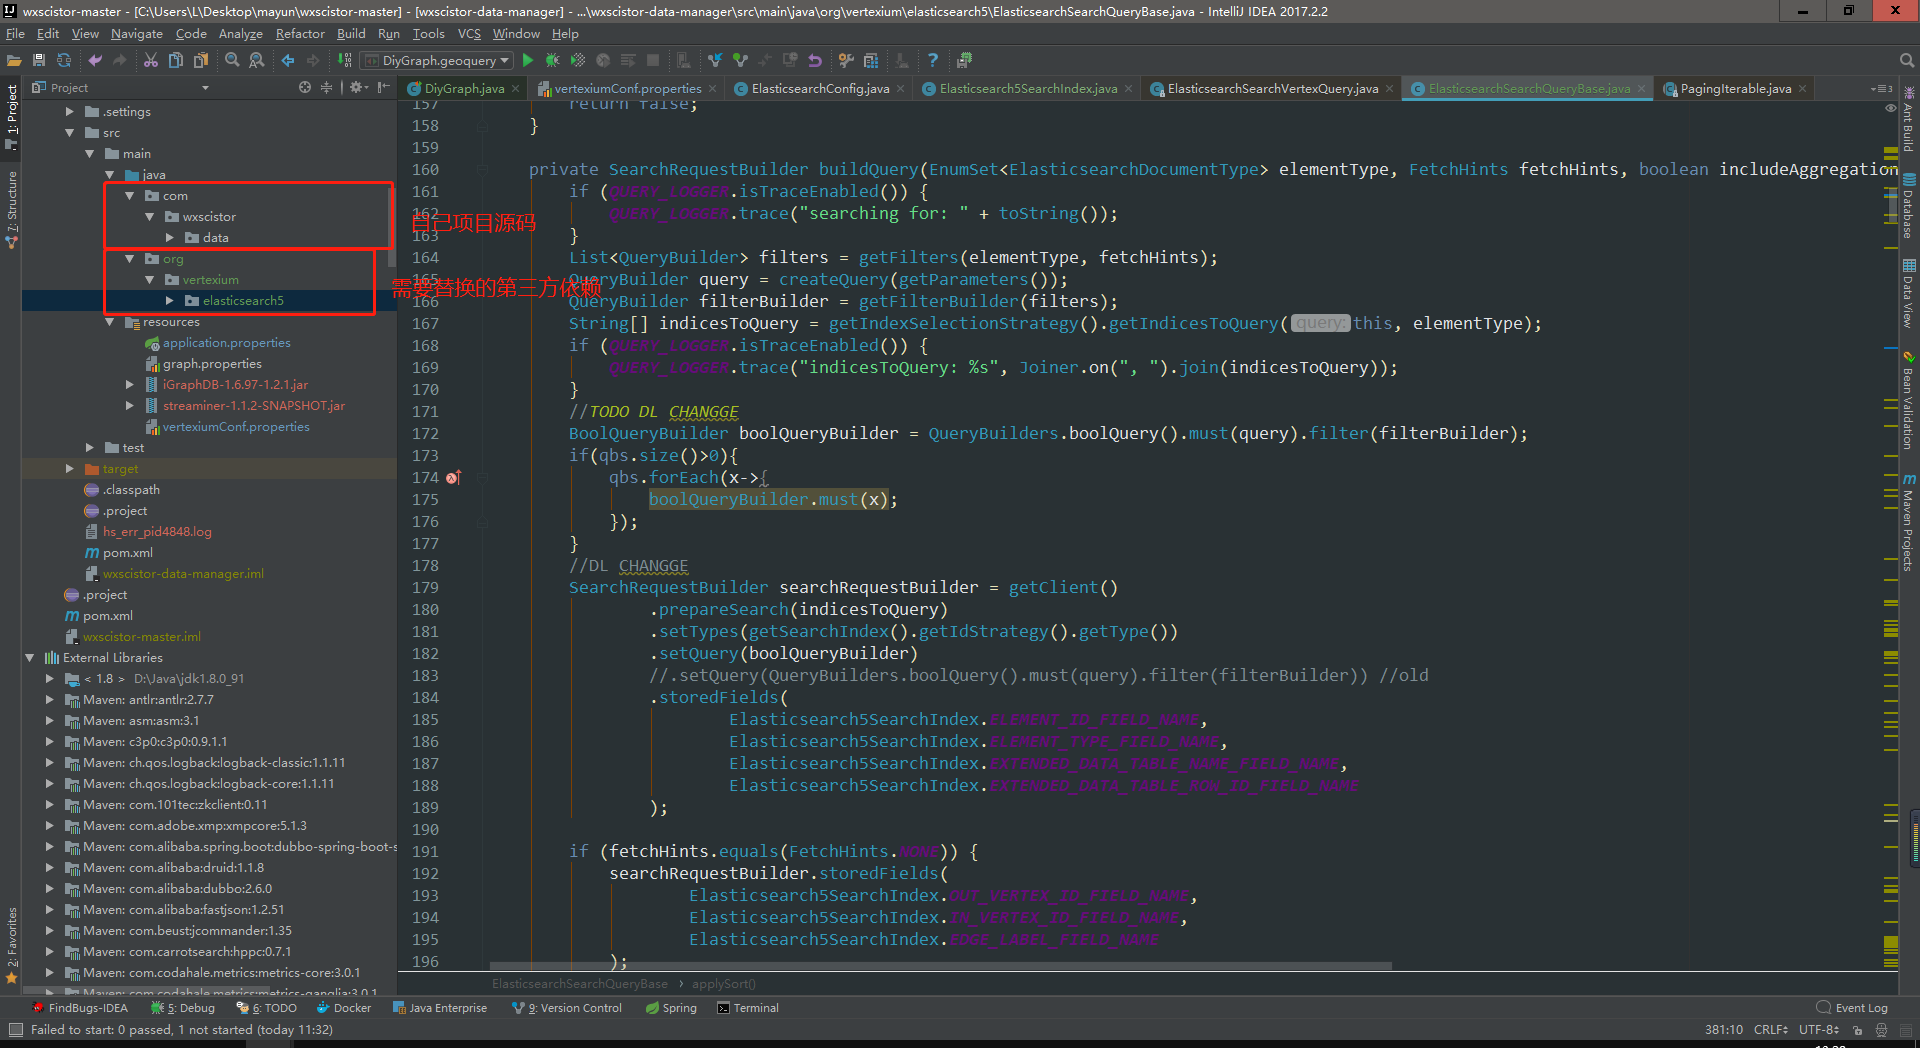 wxscistor-master - [C:\Users\L\Desktop\mayun\wxscistor-master] - [wxscistor-data-manager] - ...\wxscistor-data-manager\src\main\java\org\vertexium\elasticsearch5\ElasticsearchSearchQueryBase.java - IntelliJ IDEA 2017.2.2
File Edit View Navigate Code Analyze Refactor Build Run Tools VCS Window Help
DiyGraph.geoquery
Project
DiyGraph.java
vertexiumConf.properties
ElasticsearchConfig.java
Elasticsearch5SearchIndex.java
ElasticsearchSearchVertexQuery.java
ElasticsearchSearchQueryBase.java
PagingIterable.java
1: Project
7: Structure
2: Favorites
.settings
src
main
java
com
wxscistor
data
org
vertexium
elasticsearch5
resources
application.properties
graph.properties
iGraphDB-1.6.97-1.2.1.jar
streaminer-1.1.2-SNAPSHOT.jar
vertexiumConf.properties
test
target
.classpath
.project
hs_err_pid4848.log
pom.xml
wxscistor-data-manager.iml
.project
pom.xml
wxscistor-master.iml
External Libraries
< 1.8 > D:\Java\jdk1.8.0_91
Maven: antlr:antlr:2.7.7
Maven: asm:asm:3.1
Maven: c3p0:c3p0:0.9.1.1
Maven: ch.qos.logback:logback-classic:1.1.11
Maven: ch.qos.logback:logback-core:1.1.11
Maven: com.101tec:zkclient:0.11
Maven: com.adobe.xmp:xmpcore:5.1.3
Maven: com.alibaba.spring.boot:dubbo-spring-boot-s
Maven: com.alibaba:druid:1.1.8
Maven: com.alibaba:dubbo:2.6.0
Maven: com.alibaba:fastjson:1.2.51
Maven: com.beust:jcommander:1.35
Maven: com.carrotsearch:hppc:0.7.1
Maven: com.codahale.metrics:metrics-core:3.0.1
Maven: com.codahale.metrics:metrics-ganglia:3.0.1
自己项目源码
需要替换的第三方依赖
157 return false;
158 }
159
160 private SearchRequestBuilder buildQuery(EnumSet<ElasticsearchDocumentType> elementType, FetchHints fetchHints, boolean includeAggregation
161 if (QUERY_LOGGER.isTraceEnabled()) {
162 QUERY_LOGGER.trace("searching for: " + toString());
163 }
164 List<QueryBuilder> filters = getFilters(elementType, fetchHints);
165 QueryBuilder query = createQuery(getParameters());
166 QueryBuilder filterBuilder = getFilterBuilder(filters);
167 String[] indicesToQuery = getIndexSelectionStrategy().getIndicesToQuery( query: this, elementType);
168 if (QUERY_LOGGER.isTraceEnabled()) {
169 QUERY_LOGGER.trace("indicesToQuery: %s", Joiner.on(", ").join(indicesToQuery));
170 }
171 //TODO DL CHANGGE
172 BoolQueryBuilder boolQueryBuilder = QueryBuilders.boolQuery().must(query).filter(filterBuilder);
173 if(qbs.size()>0){
174 qbs.forEach(x->{
175 boolQueryBuilder.must(x);
176 });
177 }
178 //DL CHANGGE
179 SearchRequestBuilder searchRequestBuilder = getClient()
180 .prepareSearch(indicesToQuery)
181 .setTypes(getSearchIndex().getIdStrategy().getType())
182 .setQuery(boolQueryBuilder)
183 //.setQuery(QueryBuilders.boolQuery().must(query).filter(filterBuilder)) //old
184 .storedFields(
185 Elasticsearch5SearchIndex.ELEMENT_ID_FIELD_NAME,
186 Elasticsearch5SearchIndex.ELEMENT_TYPE_FIELD_NAME,
187 Elasticsearch5SearchIndex.EXTENDED_DATA_TABLE_NAME_FIELD_NAME,
188 Elasticsearch5SearchIndex.EXTENDED_DATA_TABLE_ROW_ID_FIELD_NAME
189 );
190
191 if (fetchHints.equals(FetchHints.NONE)) {
192 searchRequestBuilder.storedFields(
193 Elasticsearch5SearchIndex.OUT_VERTEX_ID_FIELD_NAME,
194 Elasticsearch5SearchIndex.IN_VERTEX_ID_FIELD_NAME,
195 Elasticsearch5SearchIndex.EDGE_LABEL_FIELD_NAME
196 );
ElasticsearchSearchQueryBase › applySort()
Ant Build
Database
Data View
Bean Validation
Maven Projects
FindBugs-IDEA 5: Debug 6: TODO Docker Java Enterprise 9: Version Control Spring Terminal Event Log
Failed to start: 0 passed, 1 not started (today 11:32) 381:10 CRLF UTF-8